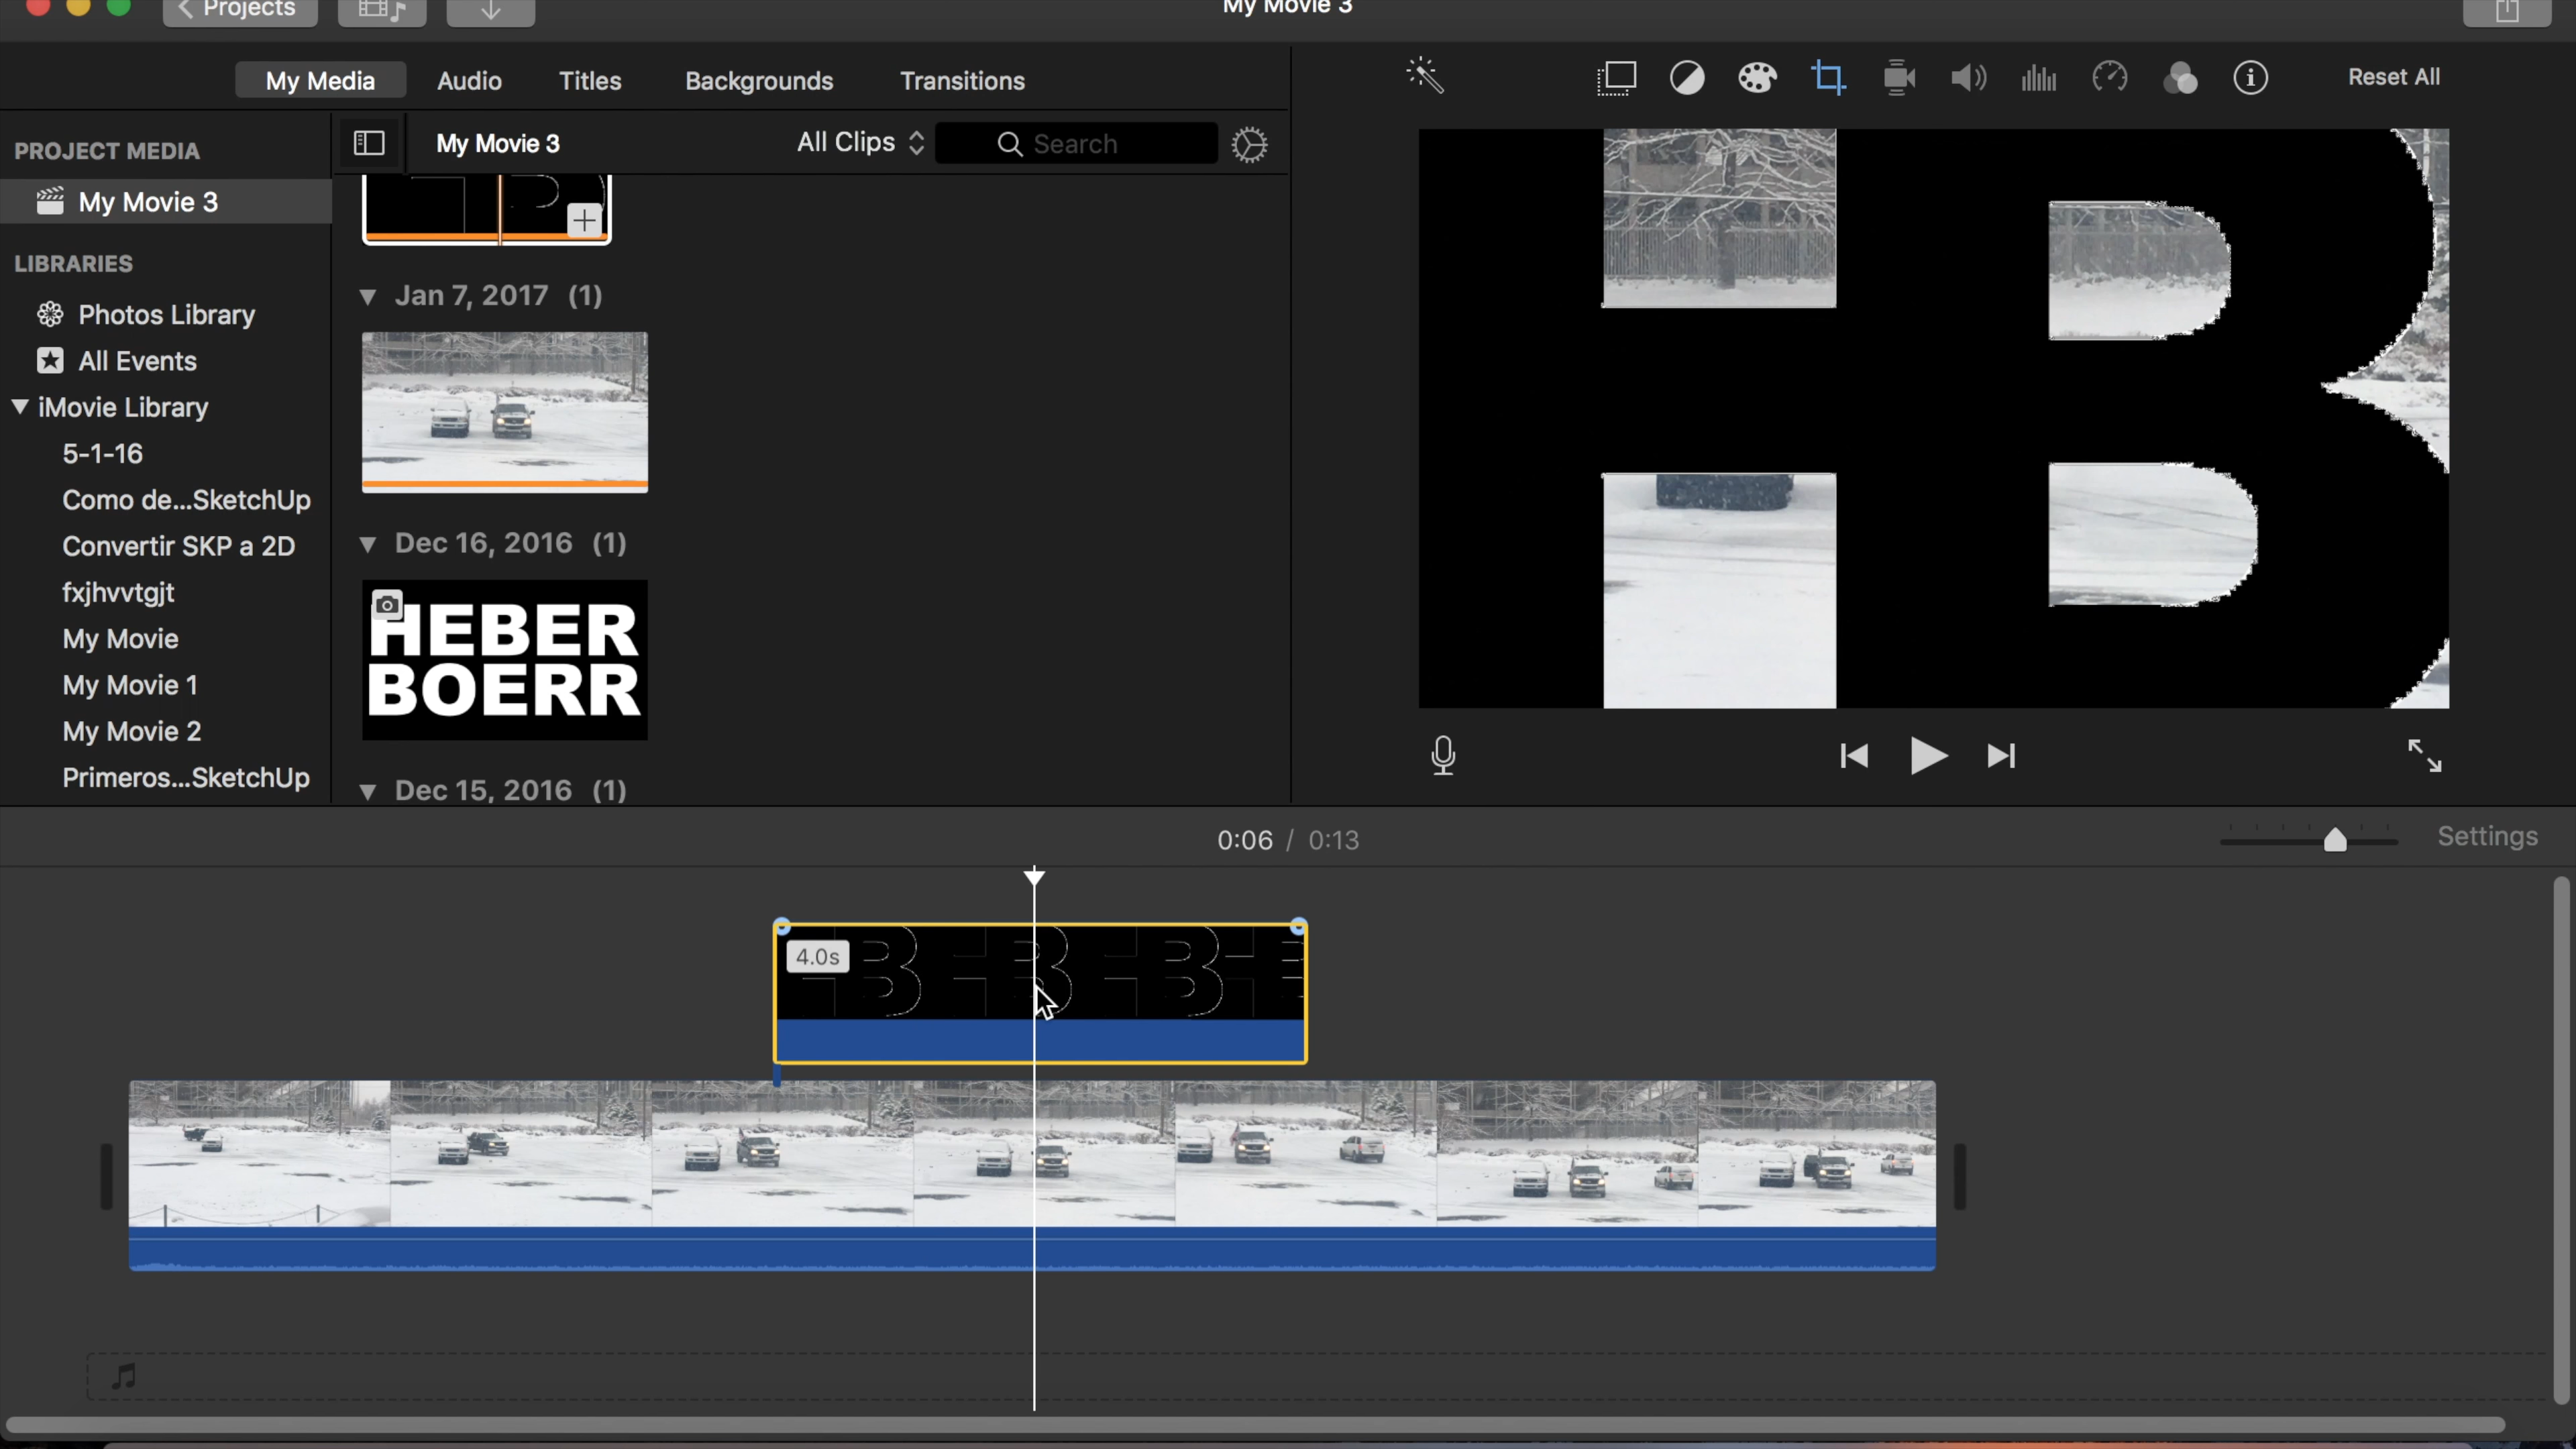 Projects
My Movie 3
My Media Audio Titles Backgrounds Transitions
Reset All
PROJECT MEDIA
My Movie 3
All Clips
Search
My Movie 3
LIBRARIES
Photos Library
All Events
iMovie Library
5-1-16
Como de...SketchUp
Convertir SKP a 2D
fxjhvvtgjt
My Movie
My Movie 1
My Movie 2
Primeros...SketchUp
Jan 7, 2017 (1)
Dec 16, 2016 (1)
HEBER
BOERR
Dec 15, 2016 (1)
HB
0:06 / 0:13
Settings
4.0s